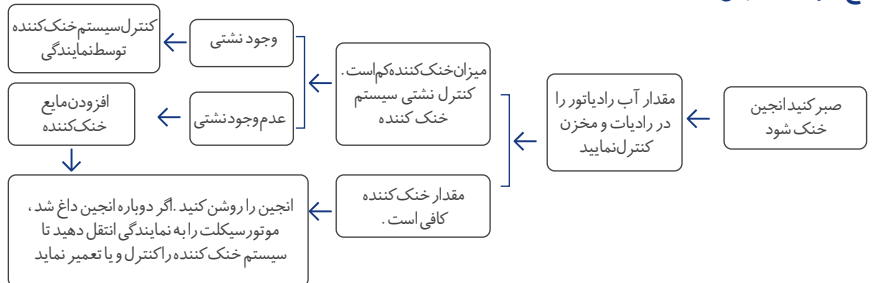 صبر کنید انجین
خنک شود
مقدار آب رادیاتور را
در رادیات و مخزن
کنترل نمایید
میزان خنک کننده کم است .
کنترل نشتی سیستم
خنک کننده
مقدار خنک کننده
کافی است .
وجود نشتی
عدم وجود نشتی
کنترل سیستم خنک کننده
توسط نمایندگی
افزودن مایع
خنک کننده
انجین را روشن کنید .اگر دوباره انجین داغ شد ،
موتورسیکلت را به نمایندگی انتقل دهید تا
سیستم خنک کننده را کنترل و یا تعمیر نماید